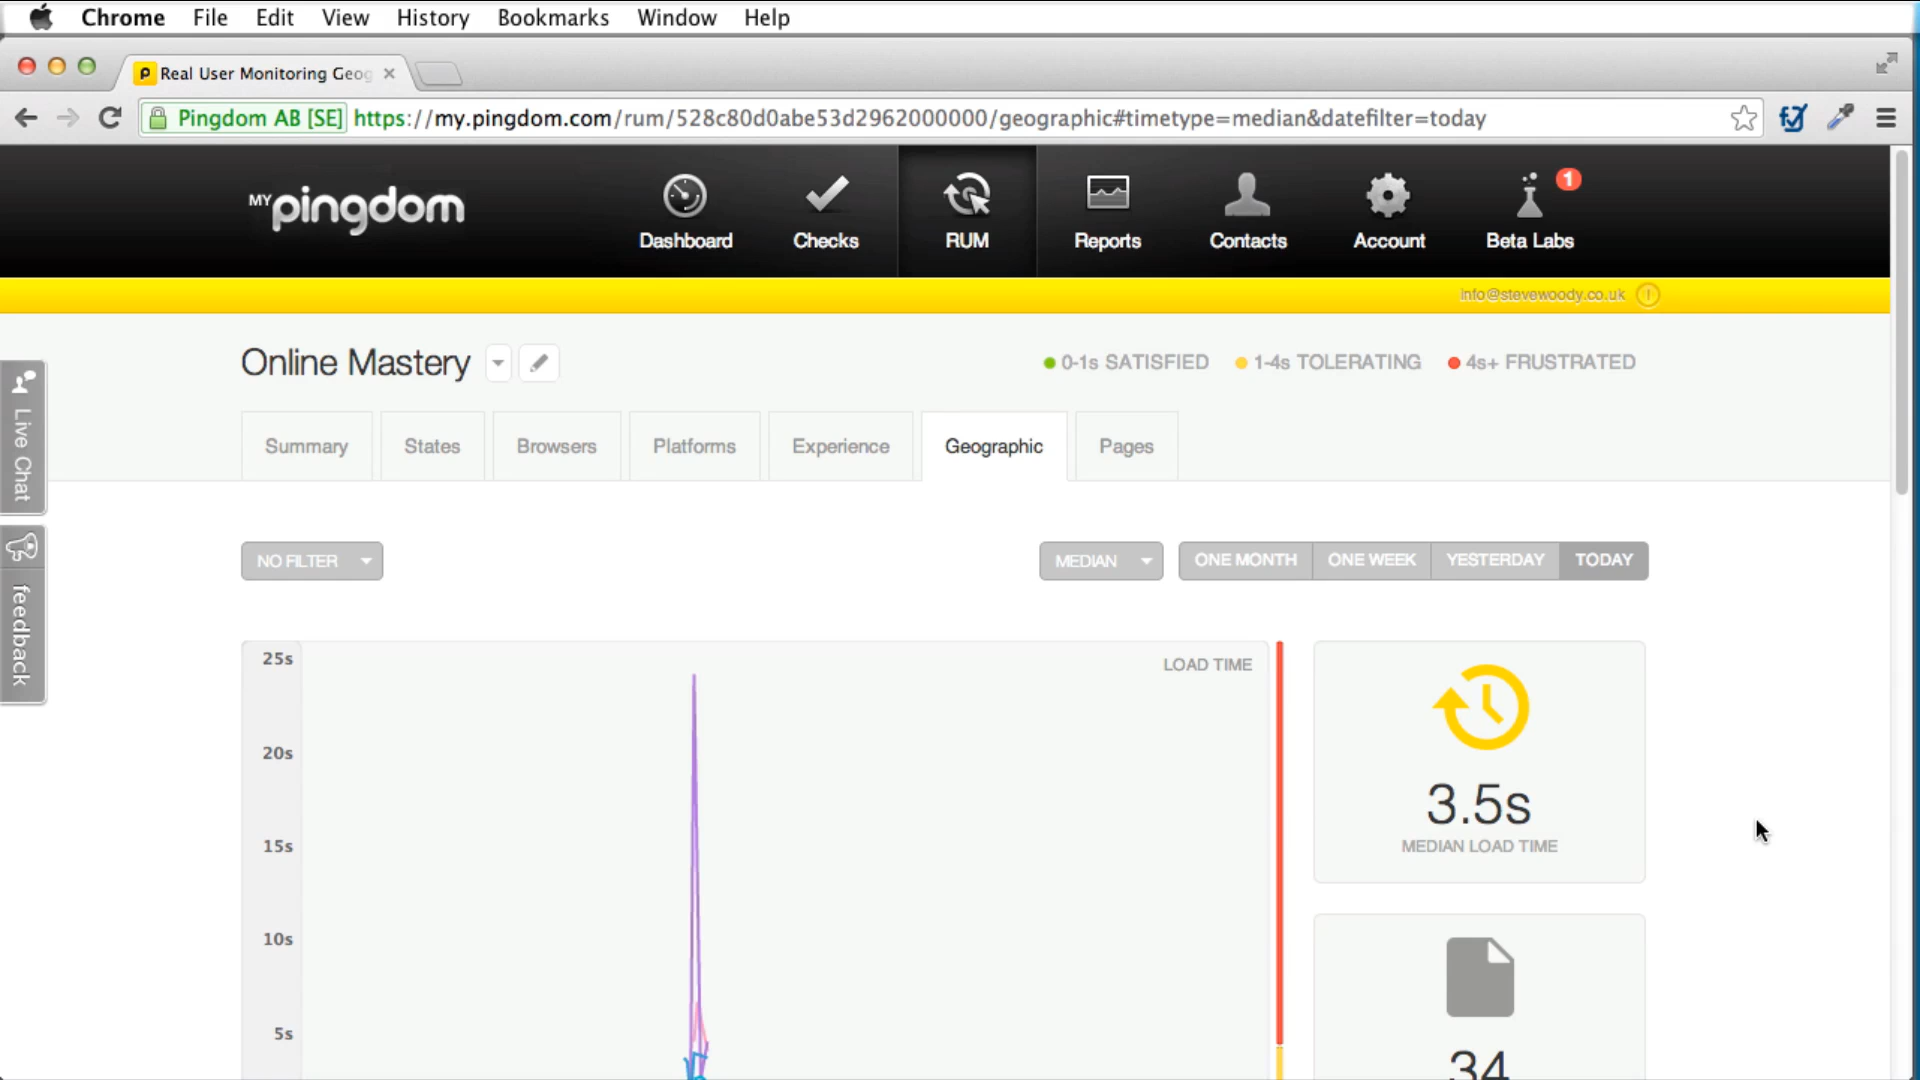 Chrome File Edit View History Bookmarks Window Help
Real User Monitoring Geog
Pingdom AB [SE] https://my.pingdom.com/rum/528c80d0abe53d2962000000/geographic#timetype=median&datefilter=today
MY pingdom
Dashboard Checks RUM Reports Contacts Account Beta Labs 1
info@stevewoody.co.uk
Online Mastery
0-1s SATISFIED 1-4s TOLERATING 4s+ FRUSTRATED
Live Chat
feedback
Summary States Browsers Platforms Experience Geographic Pages
NO FILTER MEDIAN ONE MONTH ONE WEEK YESTERDAY TODAY
LOAD TIME
25s
20s
15s
10s
5s
3.5s
MEDIAN LOAD TIME
34